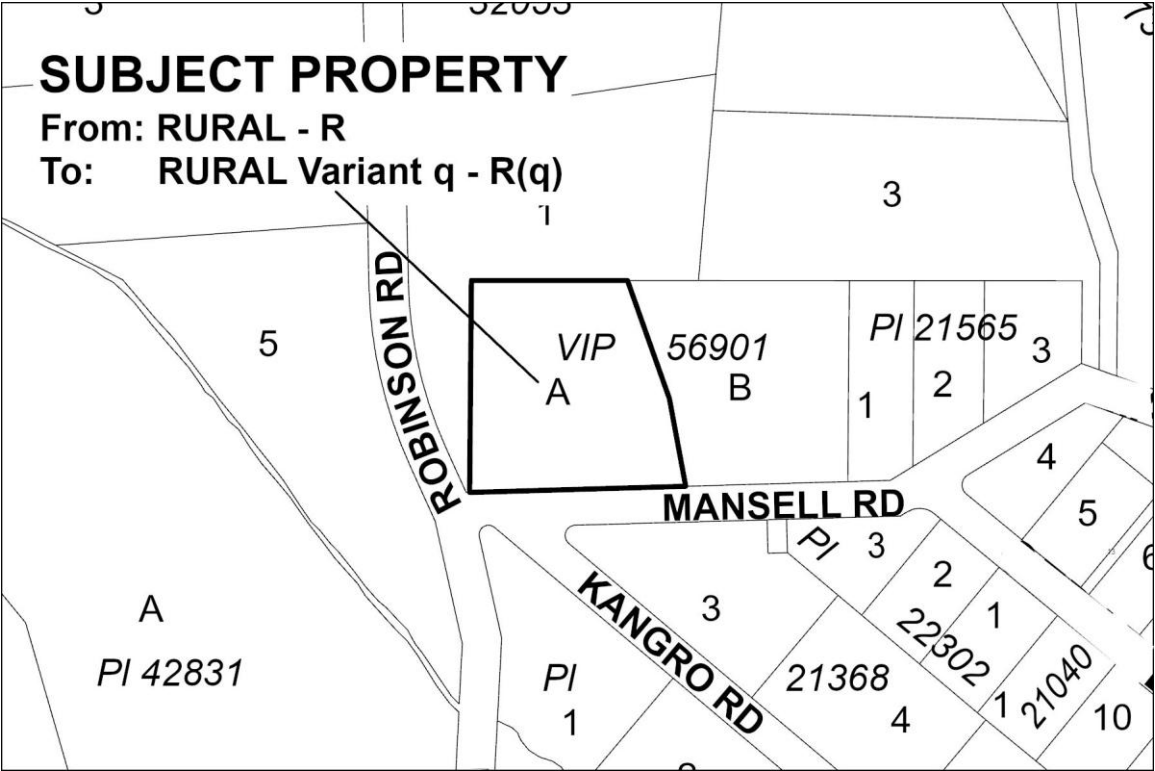 3
SUBJECT PROPERTY
From: RURAL - R
To: RURAL Variant q - R(q)
1
3
5
ROBINSON RD
VIP 56901
A
B
Pl 21565
1
2
3
MANSELL RD
4
5
6
A
Pl 42831
KANGRO RD
Pl
3
2
1
22302
3
21368
4
1
21040
10
Pl
1